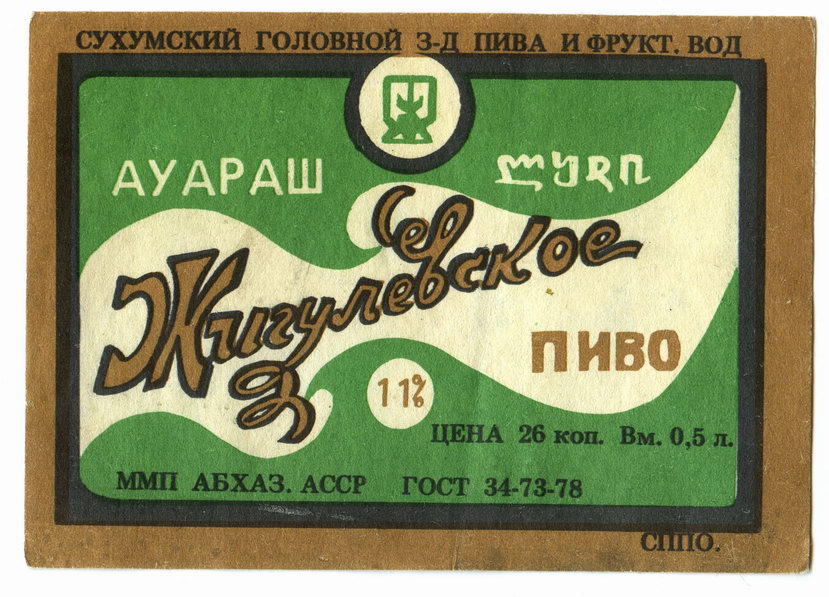 СУХУМСКИЙ ГОЛОВНОЙ З-Д ПИВА И ФРУКТ. ВОД
АУАРАШ ლუდი
Жигулевское
ПИВО
11%
ЦЕНА 26 коп. Вм. 0,5 л.
ММП АБХАЗ. АССР ГОСТ 34-73-78
СППО.